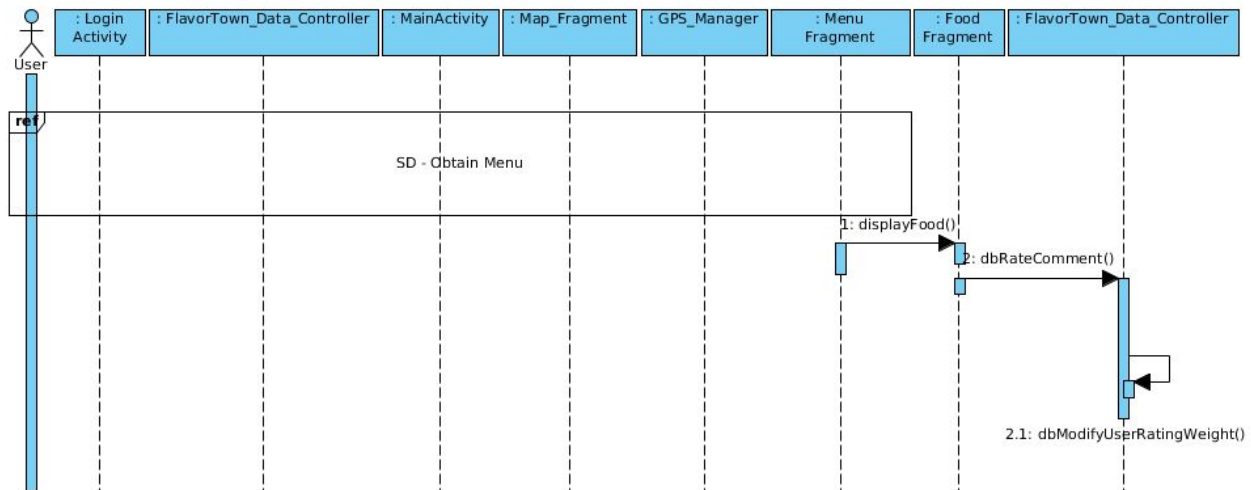 : Login
Activity
: FlavorTown_Data_Controller
: MainActivity
: Map_Fragment
: GPS_Manager
: Menu
Fragment
: Food
Fragment
: FlavorTown_Data_Controller
User
ref
SD - Obtain Menu
1: displayFood()
2: dbRateComment()
2.1: dbModifyUserRatingWeight()